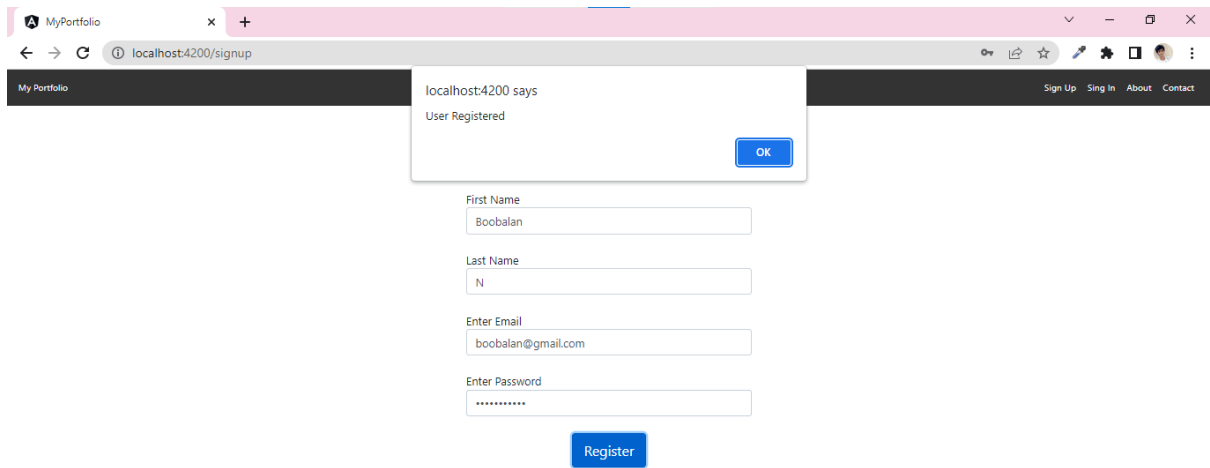 MyPortfolio
localhost:4200/signup
My Portfolio
Sign Up Sing In About Contact
localhost:4200 says
User Registered
OK
First Name
Boobalan
Last Name
N
Enter Email
boobalan@gmail.com
Enter Password
•••••••••••
Register